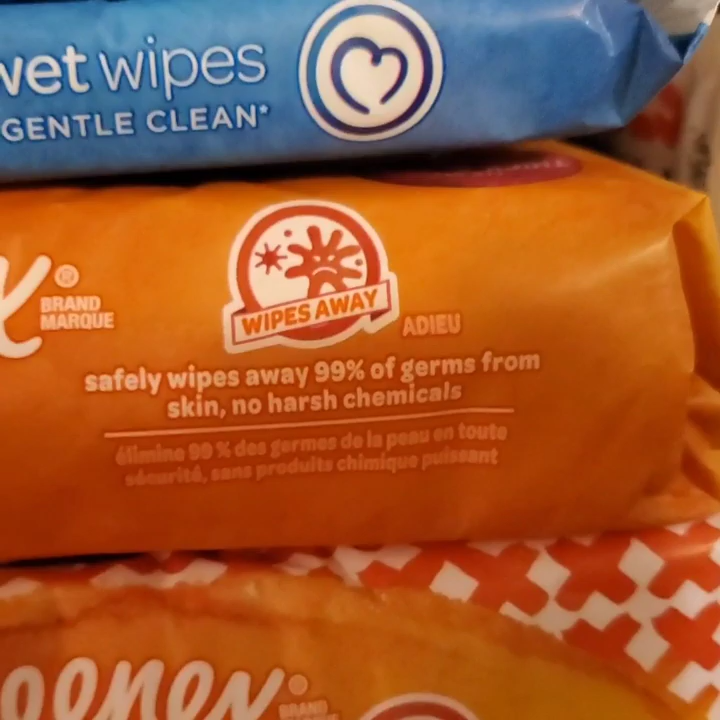 wet wipes
GENTLE CLEAN*
WIPES AWAY
ADIEU
x®
BRAND
MARQUE
safely wipes away 99% of germs from
skin, no harsh chemicals
élimine 99 % des germes de la peau en toute
sécurité, sans produits chimique puissant
eenex
BRAND